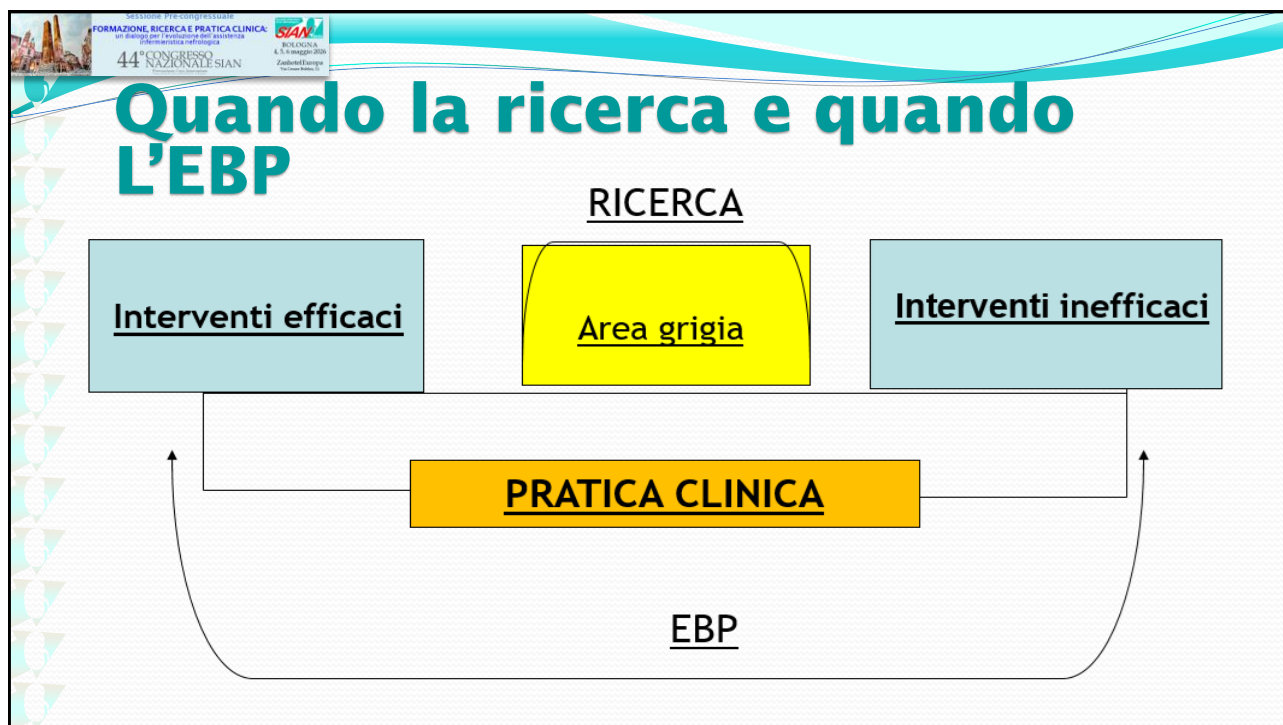 Sessione Pre-congressuale
FORMAZIONE, RICERCA E PRATICA CLINICA:
un dialogo per l'evoluzione dell'assistenza
infermieristica nefrologica
44° CONGRESSO
NAZIONALE SIAN
SIAN
BOLOGNA
4, 5, 6 maggio 2026
ZanhotelEuropa
Quando la ricerca e quando
L'EBP
RICERCA
Interventi efficaci
Area grigia
Interventi inefficaci
PRATICA CLINICA
EBP